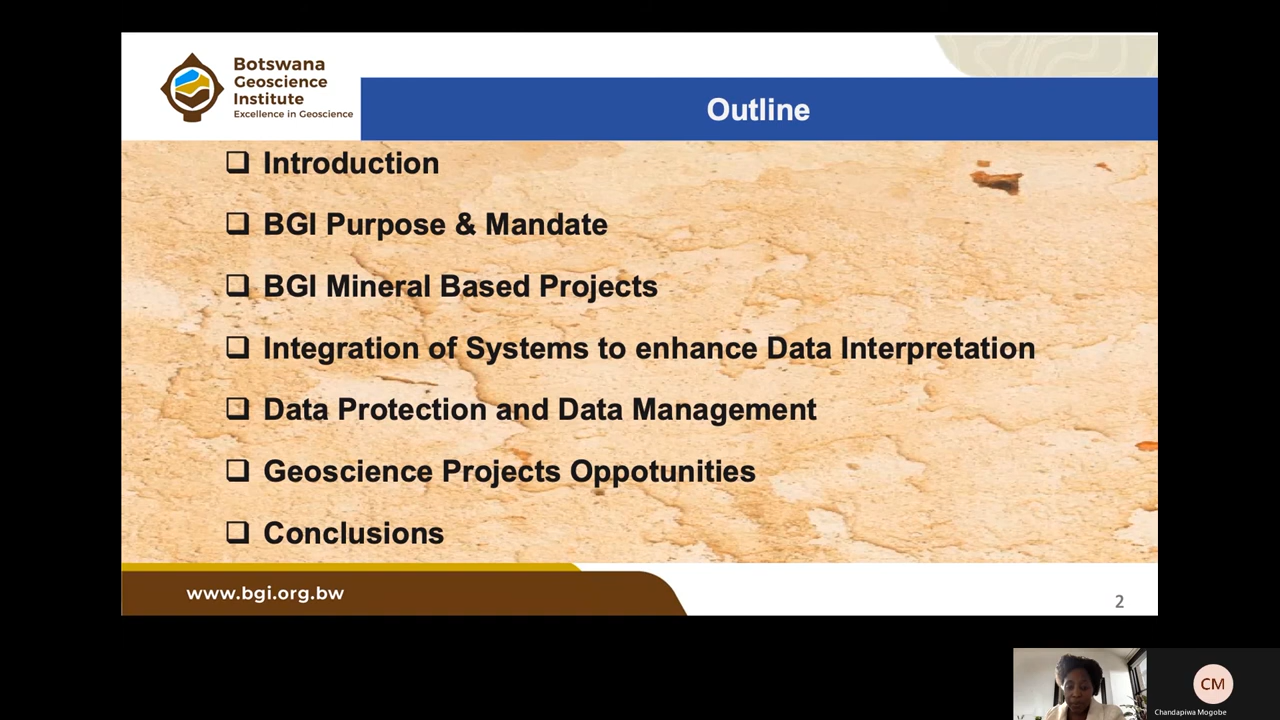 Botswana
Geoscience
Institute
Excellence in Geoscience
Outline
❑ Introduction
❑ BGI Purpose & Mandate
❑ BGI Mineral Based Projects
❑ Integration of Systems to enhance Data Interpretation
❑ Data Protection and Data Management
❑ Geoscience Projects Oppotunities
❑ Conclusions
www.bgi.org.bw
2
CM
Chandapiwa Mogobe